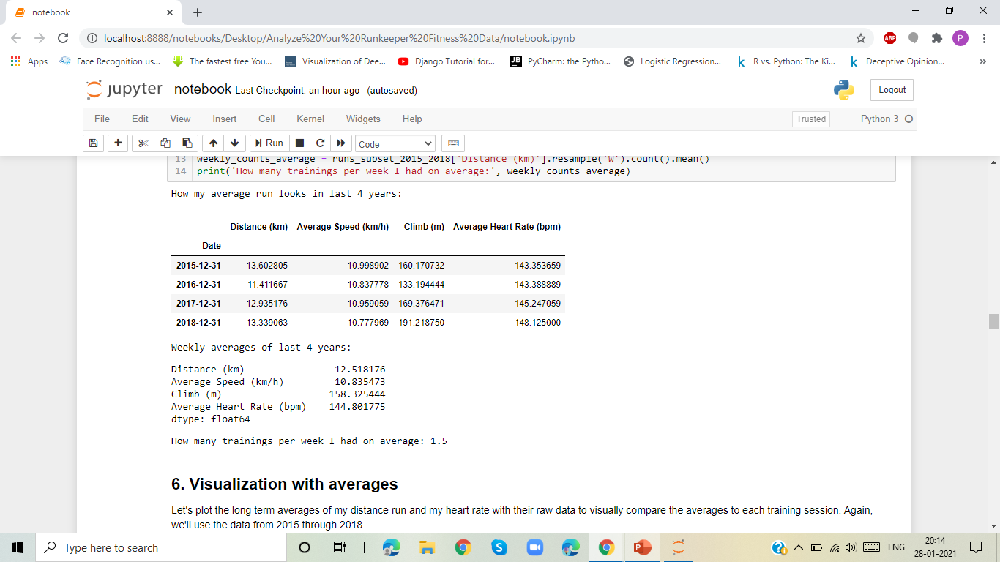 notebook
localhost:8888/notebooks/Desktop/Analyze%20Your%20Runkeeper%20Fitness%20Data/notebook.ipynb
ABP
P
Apps Face Recognition us... The fastest free You... Visualization of Dee... Django Tutorial for... JB PyCharm: the Pytho... Logistic Regression... k R vs. Python: The Ki... k Deceptive Opinion... »
jupyter notebook Last Checkpoint: an hour ago (autosaved) Logout
File Edit View Insert Cell Kernel Widgets Help Trusted Python 3
Run Code
13 weekly_counts_average = runs_subset_2015_2018['Distance (km)'].resample('W').count().mean()
14 print('How many trainings per week I had on average:', weekly_counts_average)
How my average run looks in last 4 years:
Distance (km) Average Speed (km/h) Climb (m) Average Heart Rate (bpm)
Date
2015-12-31 13.602805 10.998902 160.170732 143.353659
2016-12-31 11.411667 10.837778 133.194444 143.388889
2017-12-31 12.935176 10.959059 169.376471 145.247059
2018-12-31 13.339063 10.777969 191.218750 148.125000
Weekly averages of last 4 years:
Distance (km) 12.518176
Average Speed (km/h) 10.835473
Climb (m) 158.325444
Average Heart Rate (bpm) 144.801775
dtype: float64
How many trainings per week I had on average: 1.5
6. Visualization with averages
Let's plot the long term averages of my distance run and my heart rate with their raw data to visually compare the averages to each training session. Again,
we'll use the data from 2015 through 2018.
Type here to search
ENG
20:14
28-01-2021